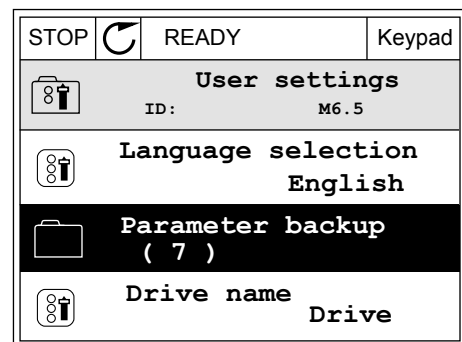 STOP READY Keypad
User settings
ID: M6.5
Language selection
English
Parameter backup
( 7 )
Drive name
Drive